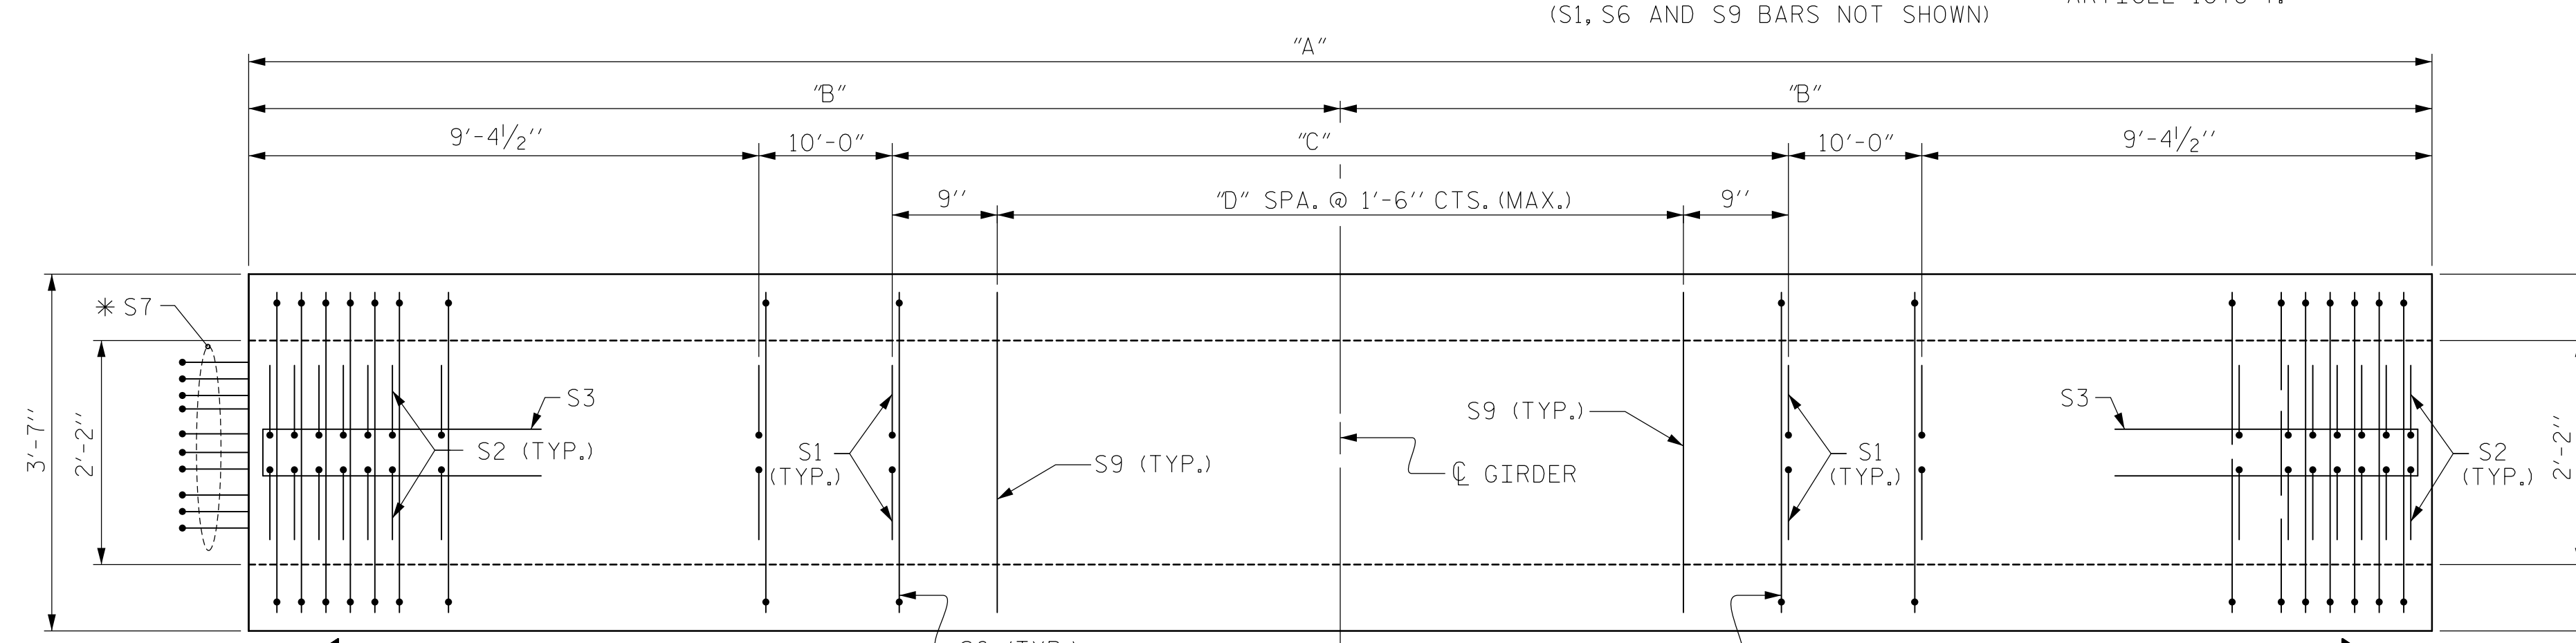 (S1, S6 AND S9 BARS NOT SHOWN)
"A"
"B" "B"
9'-4½'' 10'-0" "C" 10'-0" 9'-4½''
9'' "D" SPA. @ 1'-6'' CTS. (MAX.) 9''
✳ S7
3'-7''
2'-2''
S3
S2 (TYP.)
S1
(TYP.)
S9 (TYP.)
S9 (TYP.)
℄ GIRDER
S1
(TYP.)
S3
S2
(TYP.)
2'-2''